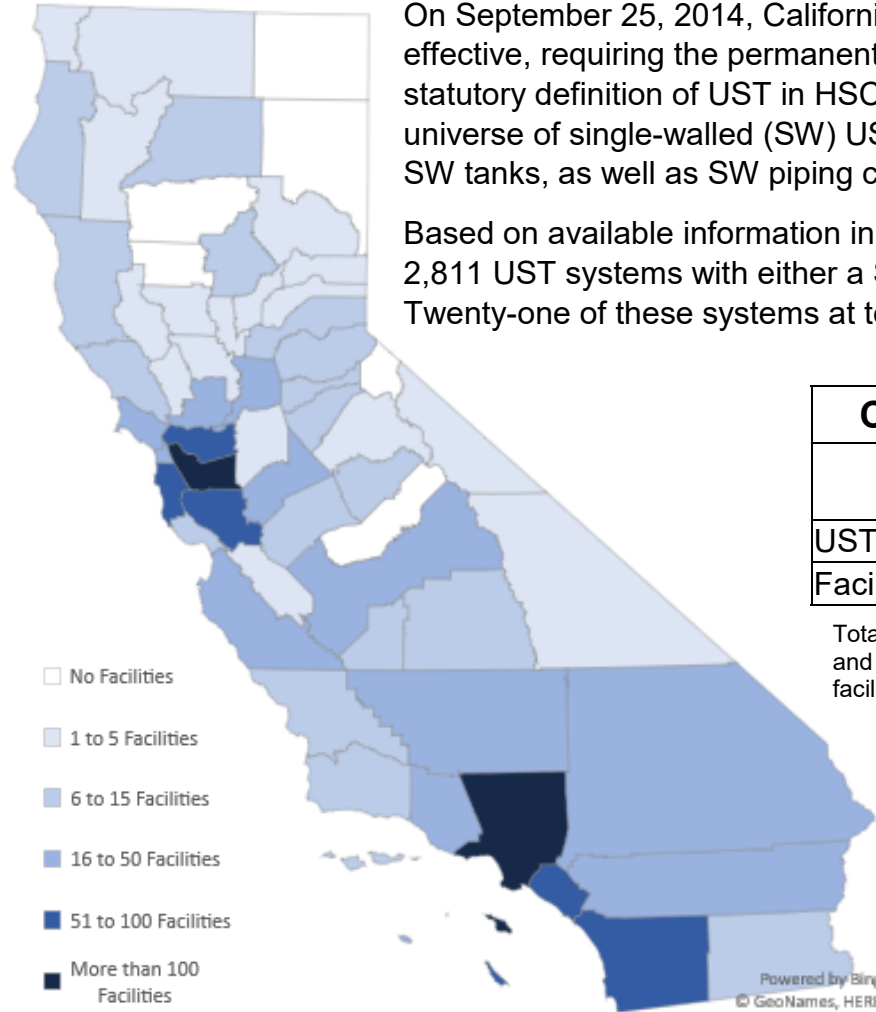 On September 25, 2014, Californi
effective, requiring the permanent
statutory definition of UST in HSC
universe of single-walled (SW) US
SW tanks, as well as SW piping c
Based on available information in
2,811 UST systems with either a S
Twenty-one of these systems at t
UST
Faci
Tota
and
facil
No Facilities
1 to 5 Facilities
6 to 15 Facilities
16 to 50 Facilities
51 to 100 Facilities
More than 100
Facilities
Powered by Bing
© GeoNames, HERE